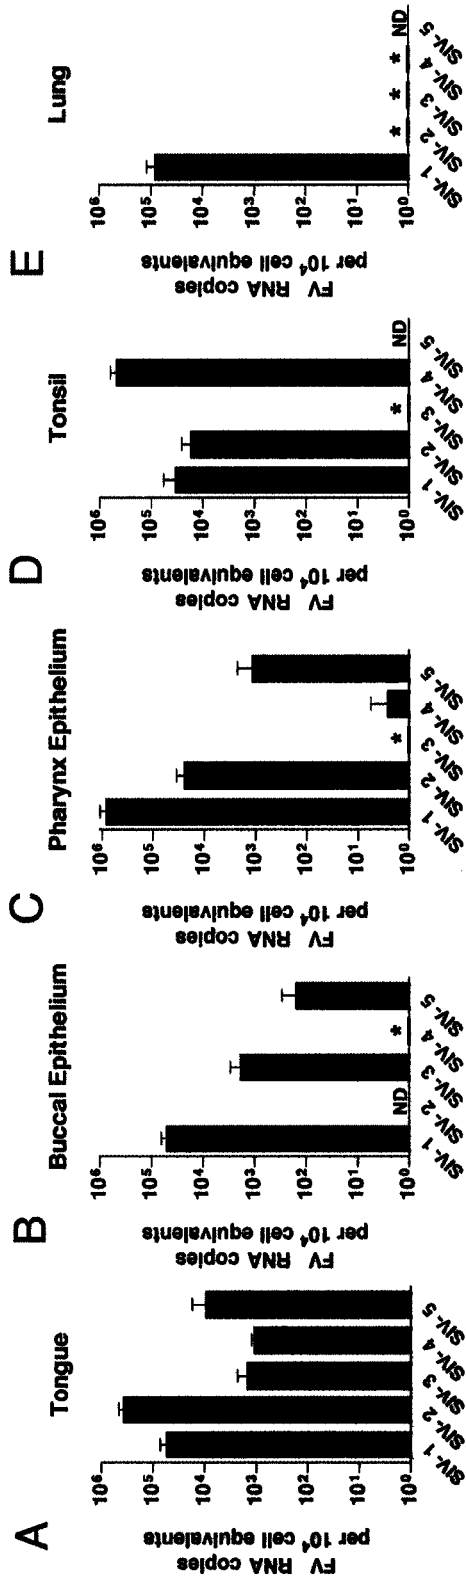 A
Tongue
FV RNA copies
per 10⁴ cell equivalents
10⁶
10⁵
10⁴
10³
10²
10¹
10⁰
SIV-1
SIV-2
SIV-3
SIV-4
SIV-5
B
Buccal Epithelium
FV RNA copies
per 10⁴ cell equivalents
10⁶
10⁵
10⁴
10³
10²
10¹
10⁰
ND
*
SIV-1
SIV-2
SIV-3
SIV-4
SIV-5
C
Pharynx Epithelium
FV RNA copies
per 10⁴ cell equivalents
10⁶
10⁵
10⁴
10³
10²
10¹
10⁰
*
SIV-1
SIV-2
SIV-3
SIV-4
SIV-5
D
Tonsil
FV RNA copies
per 10⁴ cell equivalents
10⁶
10⁵
10⁴
10³
10²
10¹
10⁰
*
ND
SIV-1
SIV-2
SIV-3
SIV-4
SIV-5
E
Lung
FV RNA copies
per 10⁴ cell equivalents
10⁶
10⁵
10⁴
10³
10²
10¹
10⁰
* * * ND
SIV-1
SIV-2
SIV-3
SIV-4
SIV-5